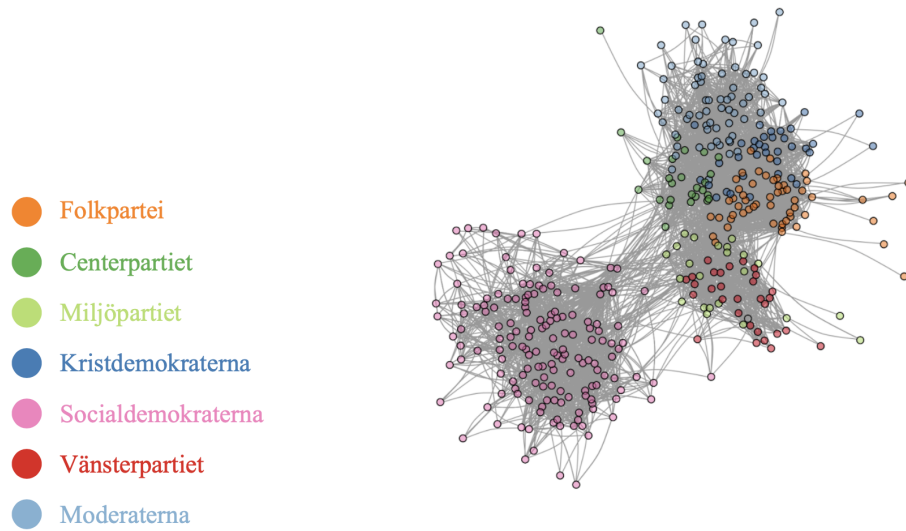 Folkpartei
Centerpartiet
Miljöpartiet
Kristdemokraterna
Socialdemokraterna
Vänsterpartiet
Moderaterna